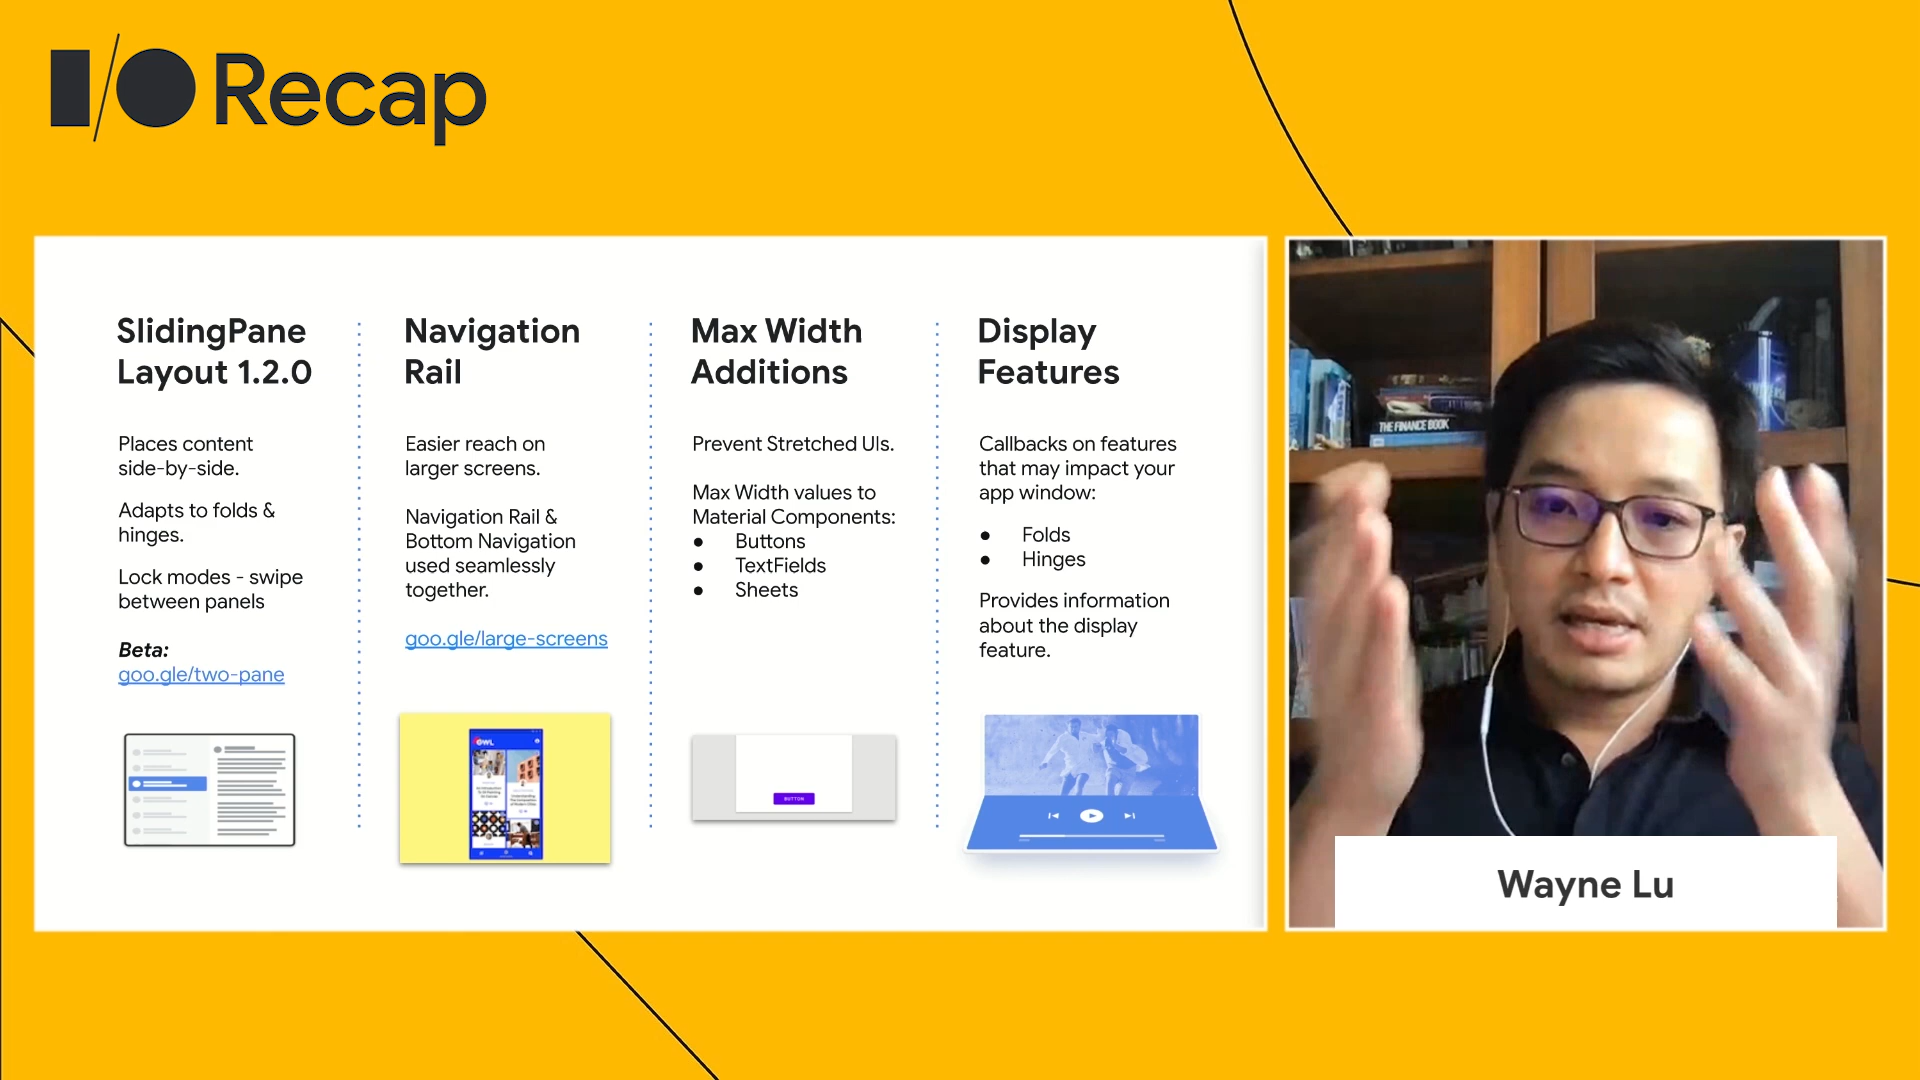 I/O Recap
SlidingPane
Layout 1.2.0
Places content
side-by-side.
Adapts to folds &
hinges.
Lock modes - swipe
between panels
Beta:
goo.gle/two-pane
Navigation
Rail
Easier reach on
larger screens.
Navigation Rail &
Bottom Navigation
used seamlessly
together.
goo.gle/large-screens
OWL
Max Width
Additions
Prevent Stretched UIs.
Max Width values to
Material Components:
● Buttons
● TextFields
● Sheets
BUTTON
Display
Features
Callbacks on features
that may impact your
app window:
● Folds
● Hinges
Provides information
about the display
feature.
THE FINANCE BOOK
Wayne Lu